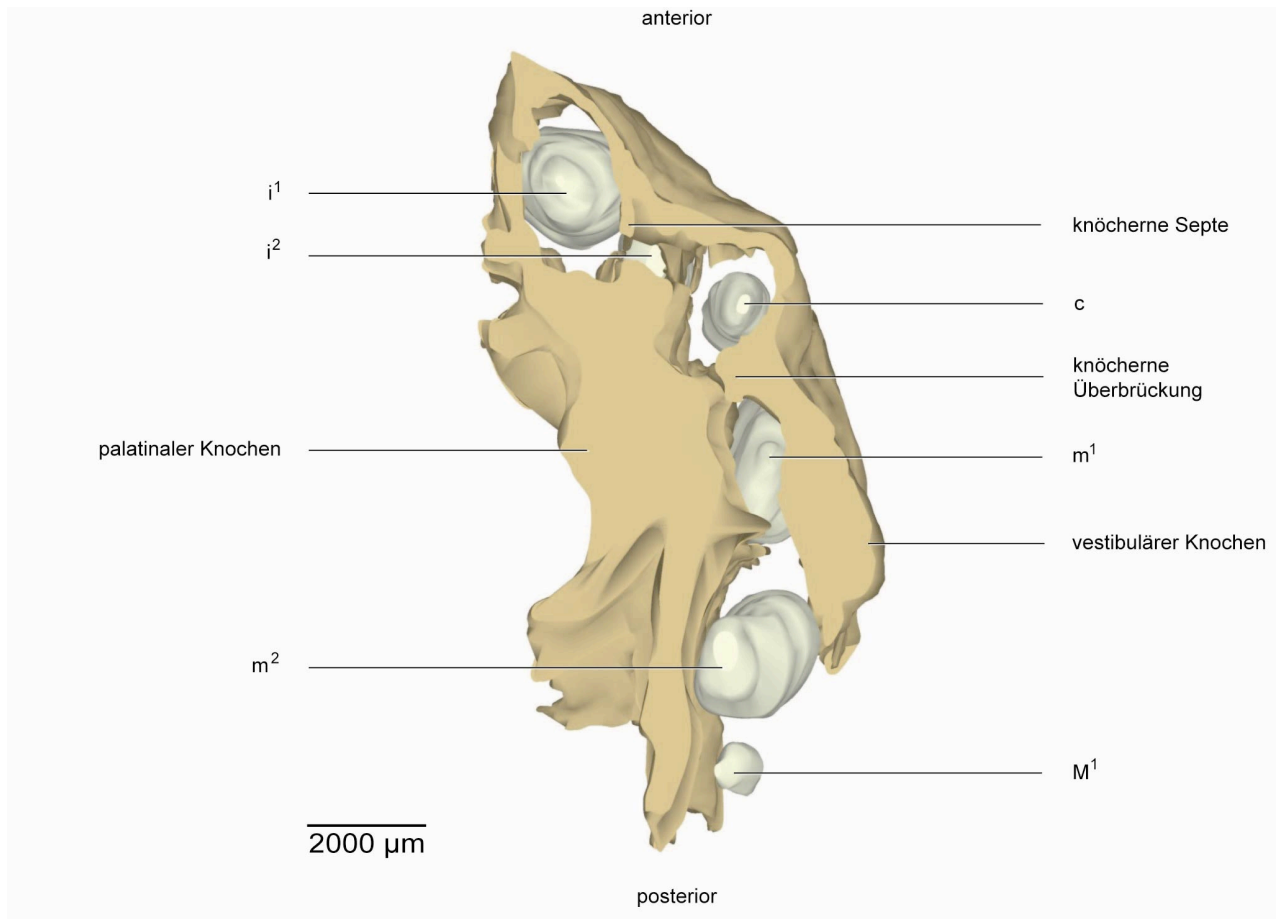 anterior
i¹
knöcherne Septe
i²
c
knöcherne
Überbrückung
palatinaler Knochen
m¹
vestibulärer Knochen
m²
M¹
2000 µm
posterior